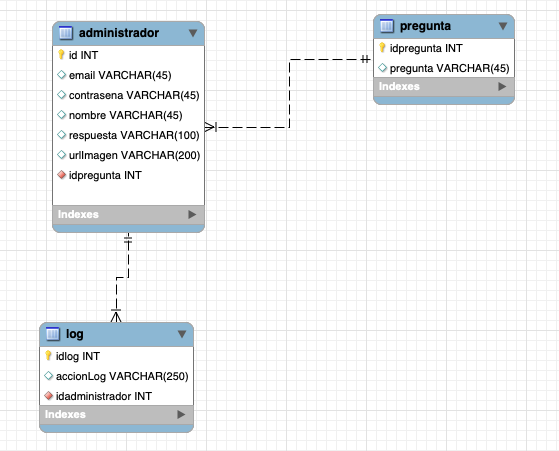 administrador
id INT
email VARCHAR(45)
contrasena VARCHAR(45)
nombre VARCHAR(45)
respuesta VARCHAR(100)
urlImagen VARCHAR(200)
idpregunta INT
Indexes
pregunta
idpregunta INT
pregunta VARCHAR(45)
Indexes
log
idlog INT
accionLog VARCHAR(250)
idadministrador INT
Indexes